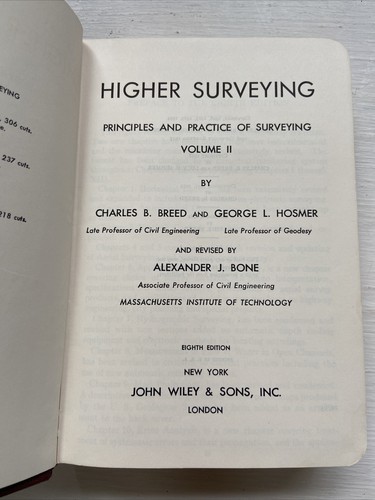 YING
306 cuts.
237 cuts.
18 cuts.
HIGHER SURVEYING
PRINCIPLES AND PRACTICE OF SURVEYING
VOLUME II
BY
CHARLES B. BREED AND GEORGE L. HOSMER
Late Professor of Civil Engineering Late Professor of Geodesy
AND REVISED BY
ALEXANDER J. BONE
Associate Professor of Civil Engineering
MASSACHUSETTS INSTITUTE OF TECHNOLOGY
EIGHTH EDITION
NEW YORK
JOHN WILEY & SONS, INC.
LONDON